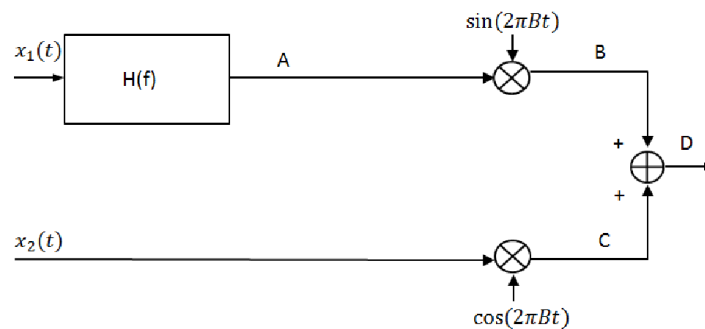 sin(2πBt)
x₁(t)
A
B
H(f)
+
D
+
x₂(t)
C
cos(2πBt)